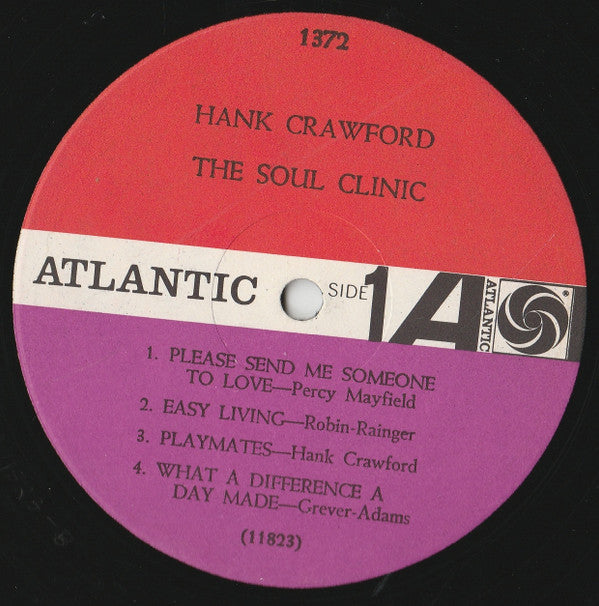 1372
HANK CRAWFORD
THE SOUL CLINIC
ATLANTIC SIDE 1 A ATLANTIC ®
1. PLEASE SEND ME SOMEONE
TO LOVE—Percy Mayfield
2. EASY LIVING—Robin-Rainger
3. PLAYMATES—Hank Crawford
4. WHAT A DIFFERENCE A
DAY MADE—Grever-Adams
(11823)